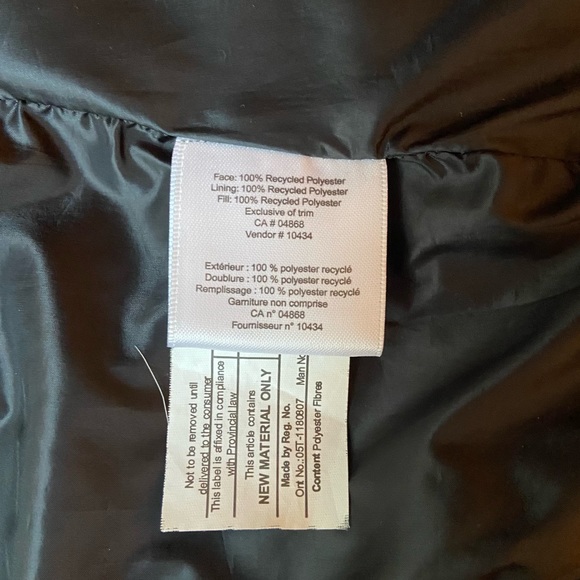 Face: 100% Recycled Polyester
Lining: 100% Recycled Polyester
Fill: 100% Recycled Polyester
Exclusive of trim
CA # 04868
Vendor # 10434
Extérieur : 100 % polyester recyclé
Doublure : 100 % polyester recyclé
Remplissage : 100 % polyester recyclé
Garniture non comprise
CA n° 04868
Fournisseur n° 10434
Not to be removed until
delivered to the consumer
This label is affixed in compliance
with Provincial law
This article contains
NEW MATERIAL ONLY
Made by Reg. No.
Ont No.:05T-1180807 Man No
Content Polyester Fibres